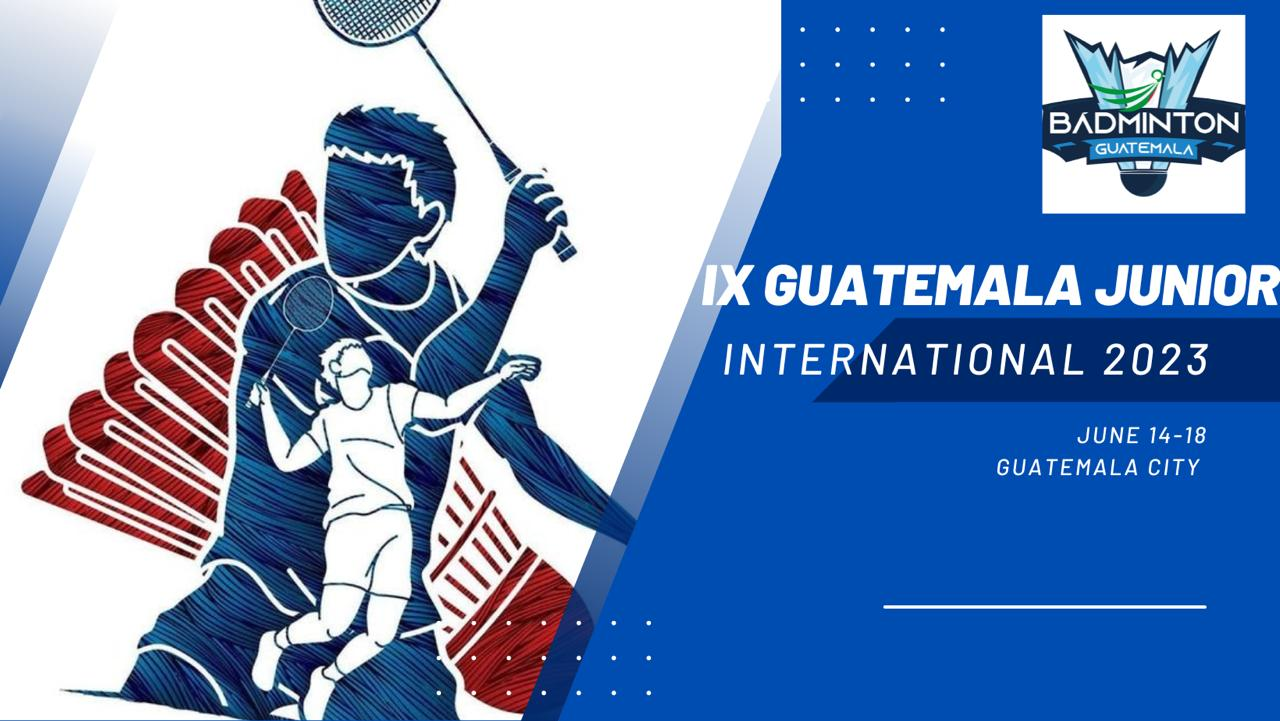 BADMINTON
GUATEMALA
IX GUATEMALA JUNIOR
INTERNATIONAL 2023
JUNE 14-18
GUATEMALA CITY